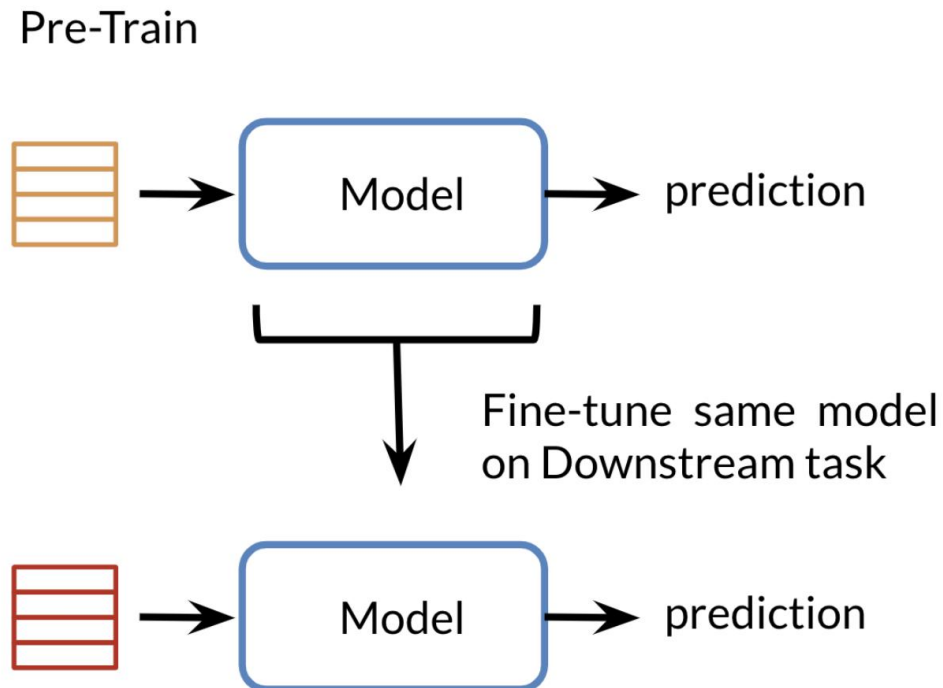 Pre-Train
Model
prediction
Fine-tune same model
on Downstream task
Model
prediction